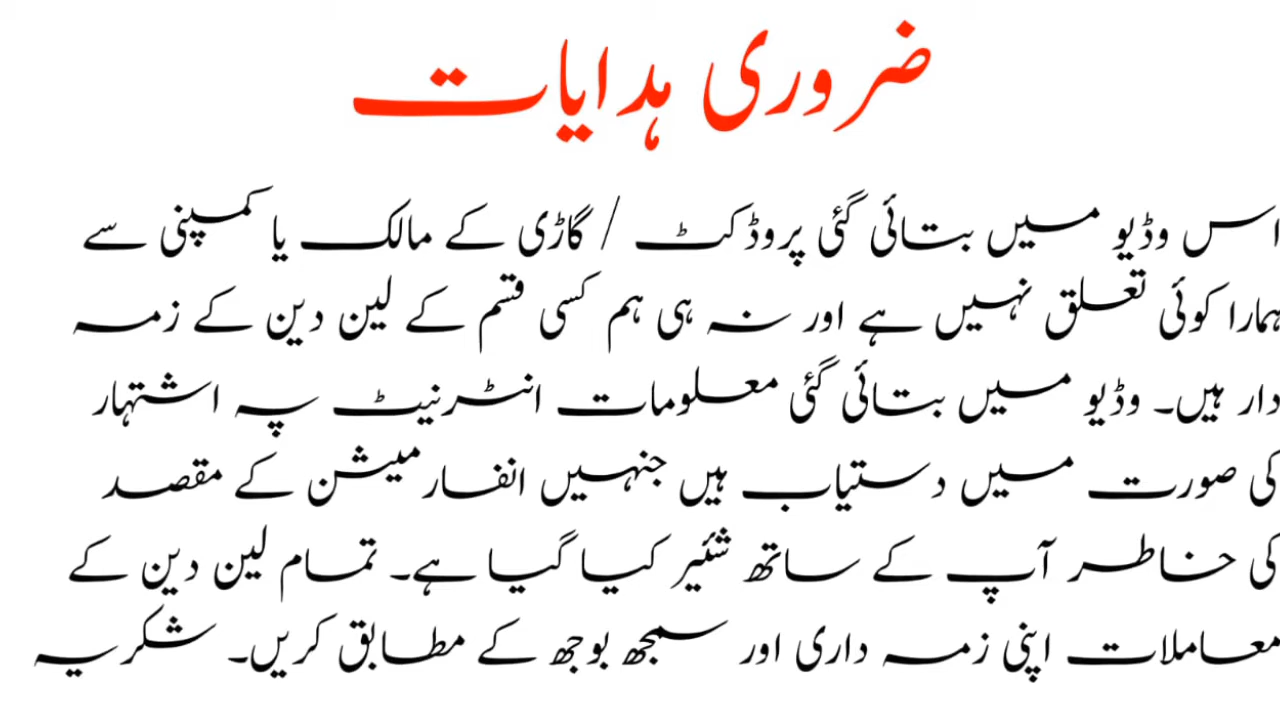 ضروری ہدایات
اس وڈیو میں بتائی گئی پروڈکٹ / گاڑی کے مالک یا کمپنی سے
ہمارا کوئی تعلق نہیں ہے اور نہ ہی ہم کسی قسم کے لین دین کے زمہ
دار ہیں۔ وڈیو میں بتائی گئی معلومات انٹرنیٹ پہ اشتہار
کی صورت میں دستیاب ہیں جنہیں انفارمیشن کے مقصد
کی خاطر آپ کے ساتھ شئیر کیا گیا ہے۔ تمام لین دین کے
معاملات اپنی زمہ داری اور سمجھ بوجھ کے مطابق کریں۔ شکریہ